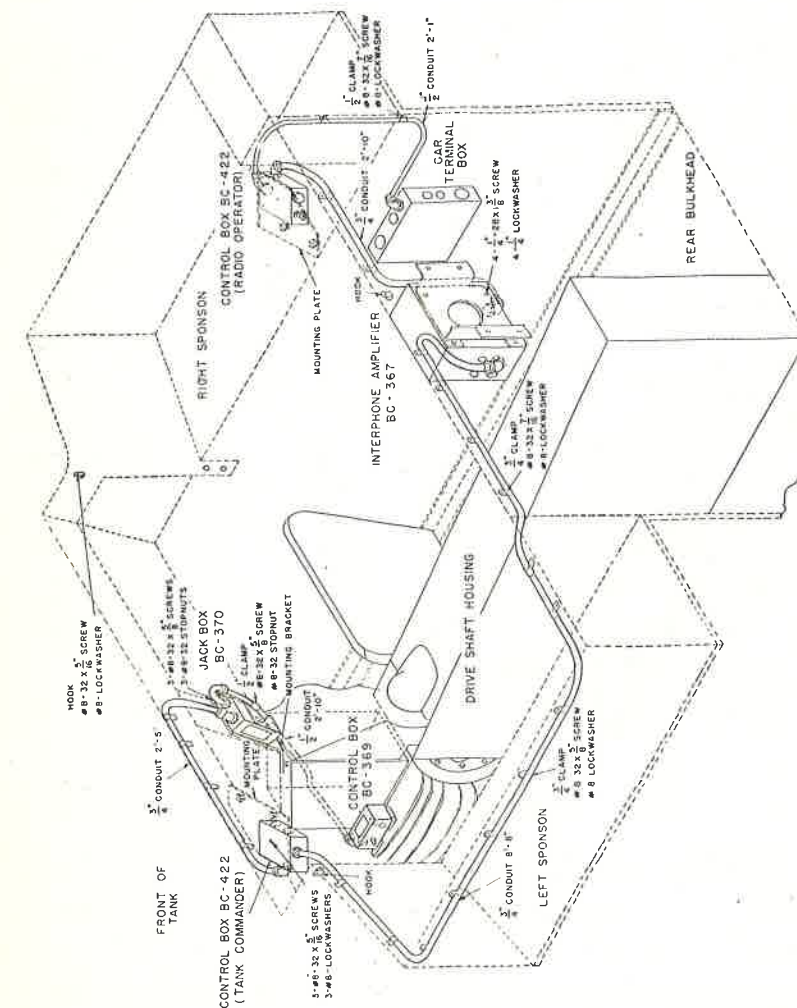 HOOK
#8-32 x 5/16" SCREW
#8-LOCKWASHER
FRONT OF
TANK
3/4" CONDUIT 2'-5"
3-#8-32 x 5/8" SCREWS
3-#8-32 STOPNUTS
JACK BOX
BC-370
1/2" CLAMP
#8-32 x 5/8" SCREW
#8-32 STOPNUT
MOUNTING BRACKET
1/2" CONDUIT
2'-10"
MOUNTING
PLATE
CONTROL BOX
BC-369
CONTROL BOX BC-422
(TANK COMMANDER)
3-#8-32 x 5/16" SCREWS
3-#8-LOCKWASHERS
HOOK
3/4" CONDUIT
LEFT SPONSON
3/4" CLAMP
#8 32 x 5/8" SCREW
#8 LOCKWASHER
DRIVE SHAFT HOUSING
RIGHT SPONSON
CONTROL BOX BC-422
(RADIO OPERATOR)
MOUNTING PLATE
1/2" CLAMP
#8-32 x 7/16" SCREW
#8-LOCKWASHER
1/2" CONDUIT 2'-1"
3/4" CONDUIT 2'-10"
CAR
TERMINAL
BOX
HOOK
INTERPHONE AMPLIFIER
BC-367
4-1/4"-28 x 1 3/8" SCREW
4-1/4" LOCKWASHER
3/4" CLAMP
#8-32 x 7/16" SCREW
#8-LOCKWASHER
REAR BULKHEAD